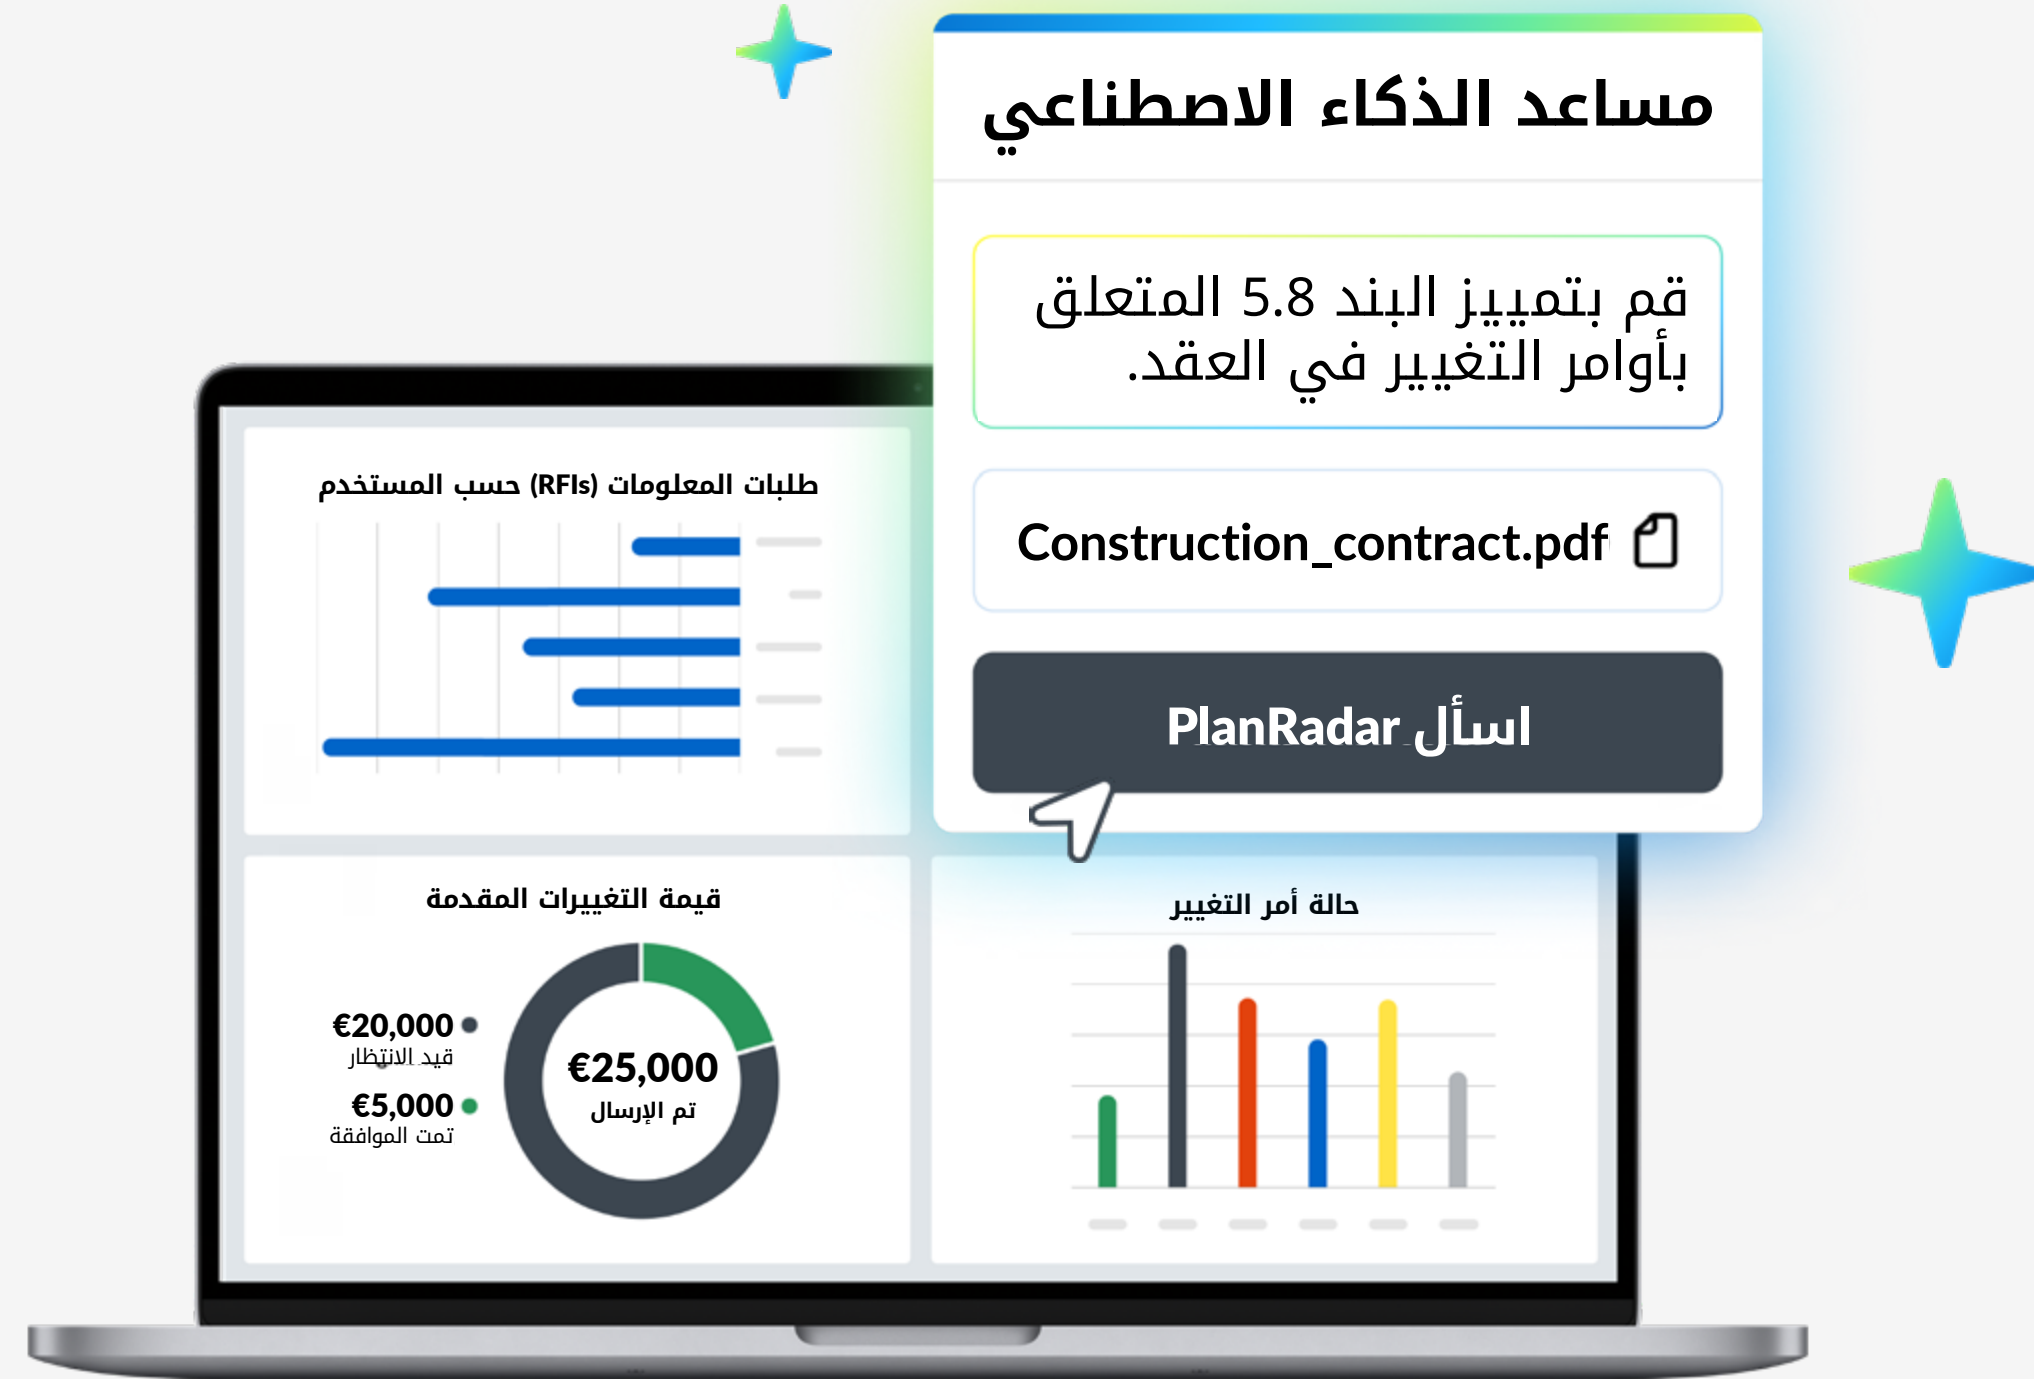 مساعد الذكاء الاصطناعي
قم بتمييز البند 5.8 المتعلق
بأوامر التغيير في العقد.
Construction_contract.pdf
اسأل PlanRadar
طلبات المعلومات (RFIs) حسب المستخدم
حالة أمر التغيير
قيمة التغييرات المقدمة
€25,000
تم الإرسال
€20,000
قيد الانتظار
€5,000
تمت الموافقة